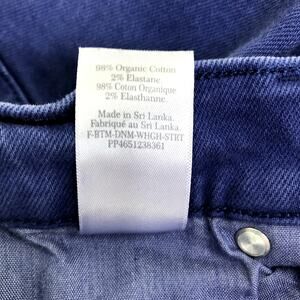 98% Organic Cotton
2% Elastane.
98% Coton Organique
2% Elasthanne.
Made in Sri Lanka.
Fabriqué au Sri Lanka.
F-BTM-DNM-WHGH-STRT
PP4651238361